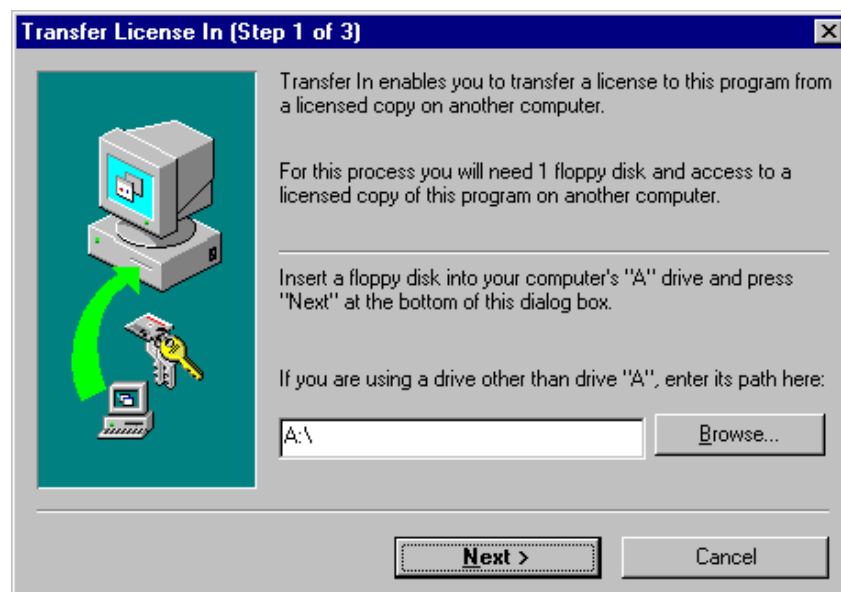 Transfer License In (Step 1 of 3)
Transfer In enables you to transfer a license to this program from
a licensed copy on another computer.
For this process you will need 1 floppy disk and access to a
licensed copy of this program on another computer.
Insert a floppy disk into your computer's "A" drive and press
"Next" at the bottom of this dialog box.
If you are using a drive other than drive "A", enter its path here:
A:\
Browse...
Next >
Cancel